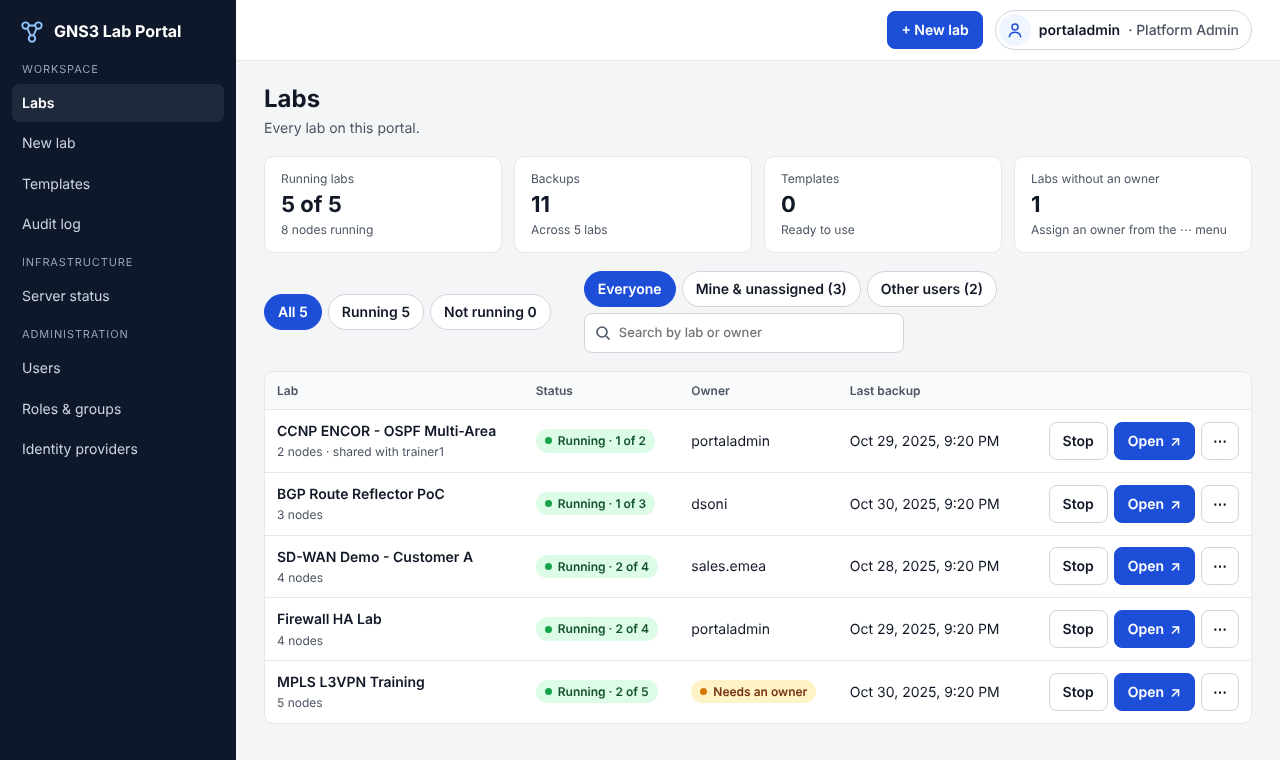 GNS3 Lab Portal
WORKSPACE
Labs
New lab
Templates
Audit log
INFRASTRUCTURE
Server status
ADMINISTRATION
Users
Roles & groups
Identity providers
+ New lab
portaladmin · Platform Admin
Labs
Every lab on this portal.
Running labs
5 of 5
8 nodes running
Backups
11
Across 5 labs
Templates
0
Ready to use
Labs without an owner
1
Assign an owner from the ··· menu
All 5 Running 5 Not running 0
Everyone Mine & unassigned (3) Other users (2)
Search by lab or owner
Lab Status Owner Last backup
CCNP ENCOR - OSPF Multi-Area
2 nodes · shared with trainer1
Running · 1 of 2 portaladmin Oct 29, 2025, 9:20 PM Stop Open ↗ ···
BGP Route Reflector PoC
3 nodes
Running · 1 of 3 dsoni Oct 30, 2025, 9:20 PM Stop Open ↗ ···
SD-WAN Demo - Customer A
4 nodes
Running · 2 of 4 sales.emea Oct 28, 2025, 9:20 PM Stop Open ↗ ···
Firewall HA Lab
4 nodes
Running · 2 of 4 portaladmin Oct 29, 2025, 9:20 PM Stop Open ↗ ···
MPLS L3VPN Training
5 nodes
Running · 2 of 5 Needs an owner Oct 30, 2025, 9:20 PM Stop Open ↗ ···